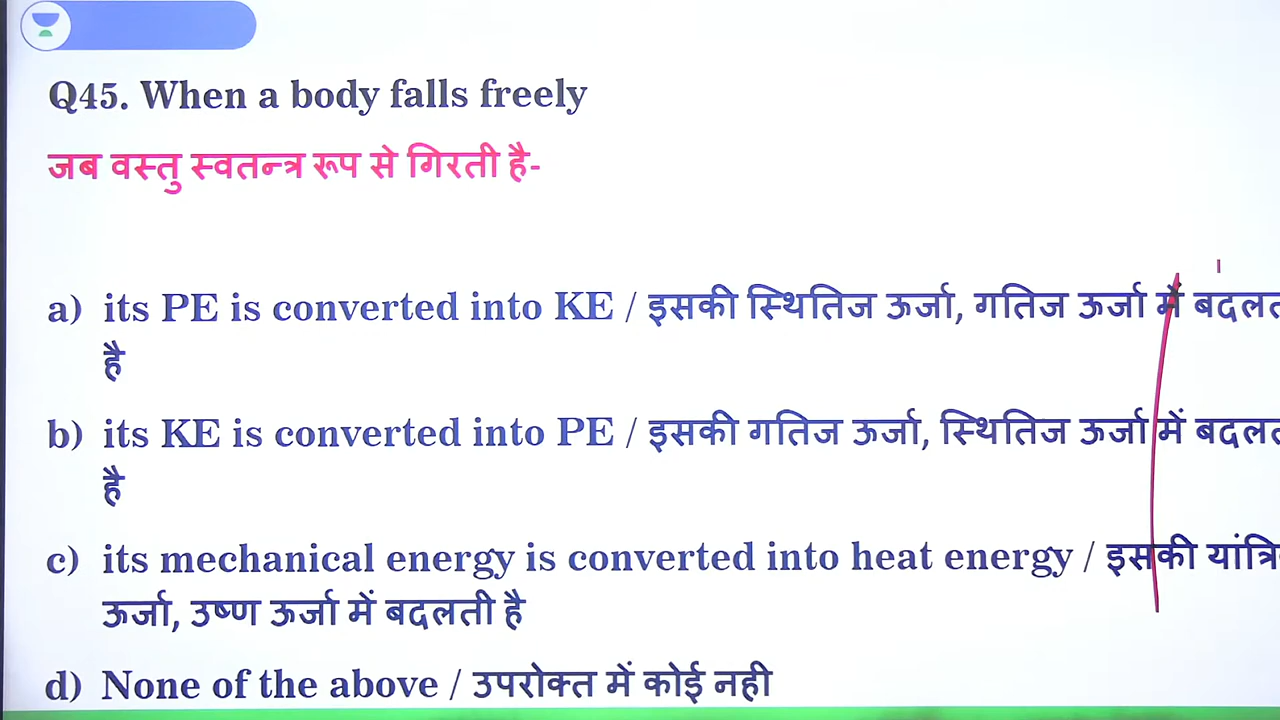 Q45. When a body falls freely
जब वस्तु स्वतन्त्र रूप से गिरती है-
a) its PE is converted into KE / इसकी स्थितिज ऊर्जा, गतिज ऊर्जा में
है
b) its KE is converted into PE / इसकी गतिज ऊर्जा, स्थितिज ऊर्जा में
है
c) its mechanical energy is converted into heat energy / इसकी
ऊर्जा, उष्ण ऊर्जा में बदलती है
d) None of the above / उपरोक्त में कोई नही